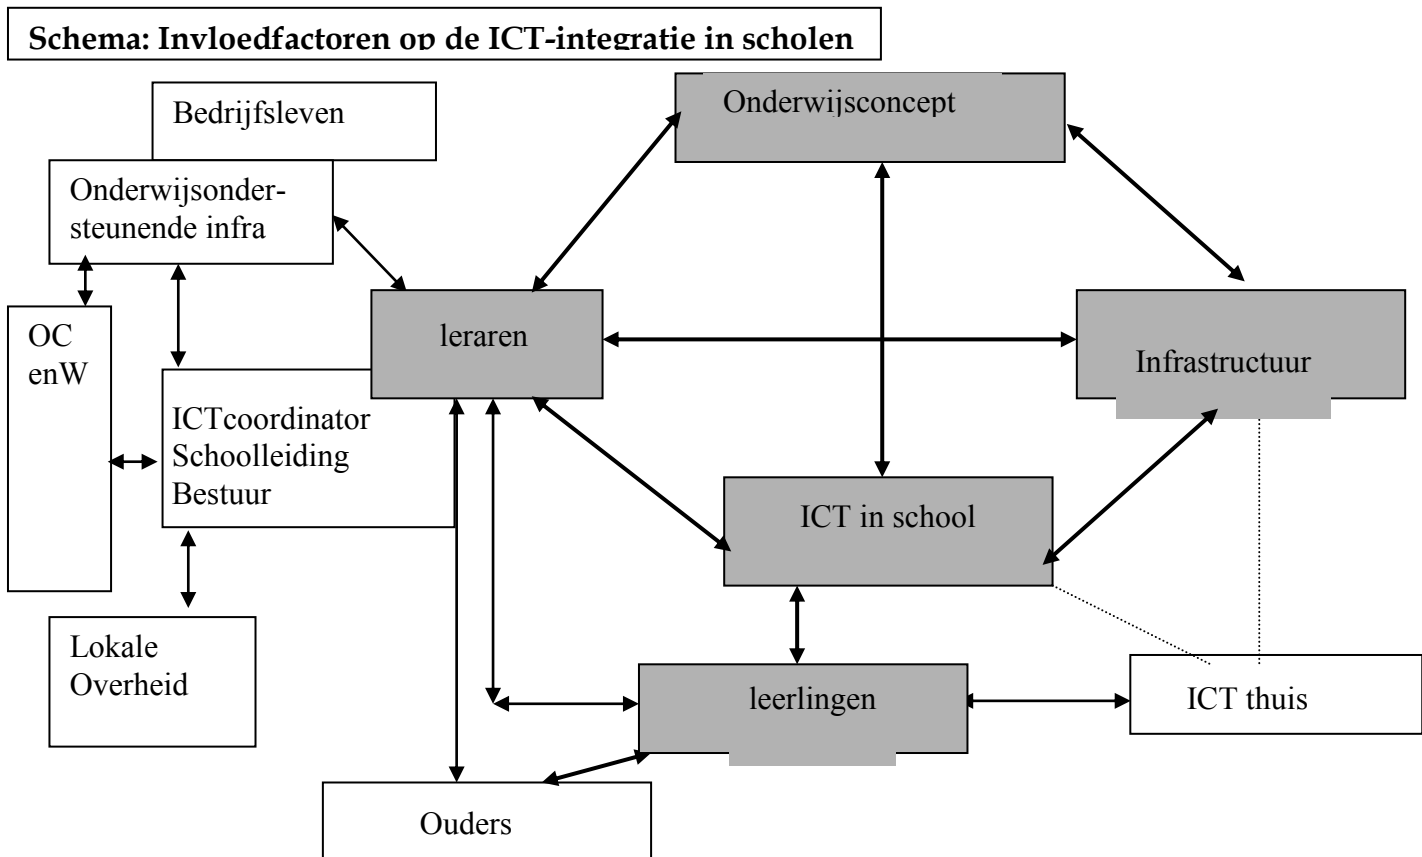 Schema: Invloedfactoren op de ICT-integratie in scholen
Bedrijfsleven
Onderwijsconcept
Onderwijsonder-
steunende infra
leraren
OC
enW
Infrastructuur
ICTcoordinator
Schoolleiding
Bestuur
ICT in school
Lokale
Overheid
leerlingen
ICT thuis
Ouders